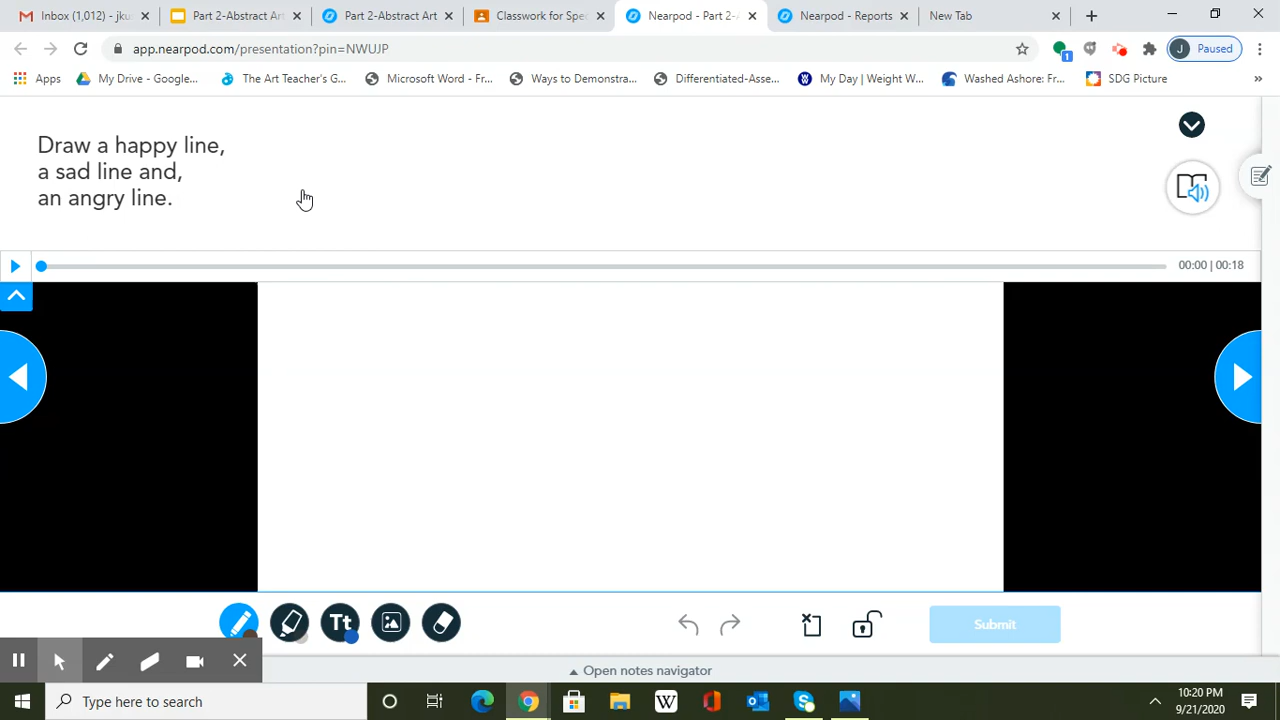 Inbox (1,012) - jku
Part 2-Abstract Art
Part 2-Abstract Art
Classwork for Spe
Nearpod - Part 2-A
Nearpod - Reports
New Tab
app.nearpod.com/presentation?pin=NWUJP
1
J
Paused
Apps
My Drive - Google...
The Art Teacher's G...
Microsoft Word - Fr...
Ways to Demonstra...
Differentiated-Asse...
My Day | Weight W...
Washed Ashore: Fr...
SDG Picture
»
Draw a happy line,
a sad line and,
an angry line.
00:00 | 00:18
Tt
Submit
Open notes navigator
Type here to search
W
10:20 PM
9/21/2020